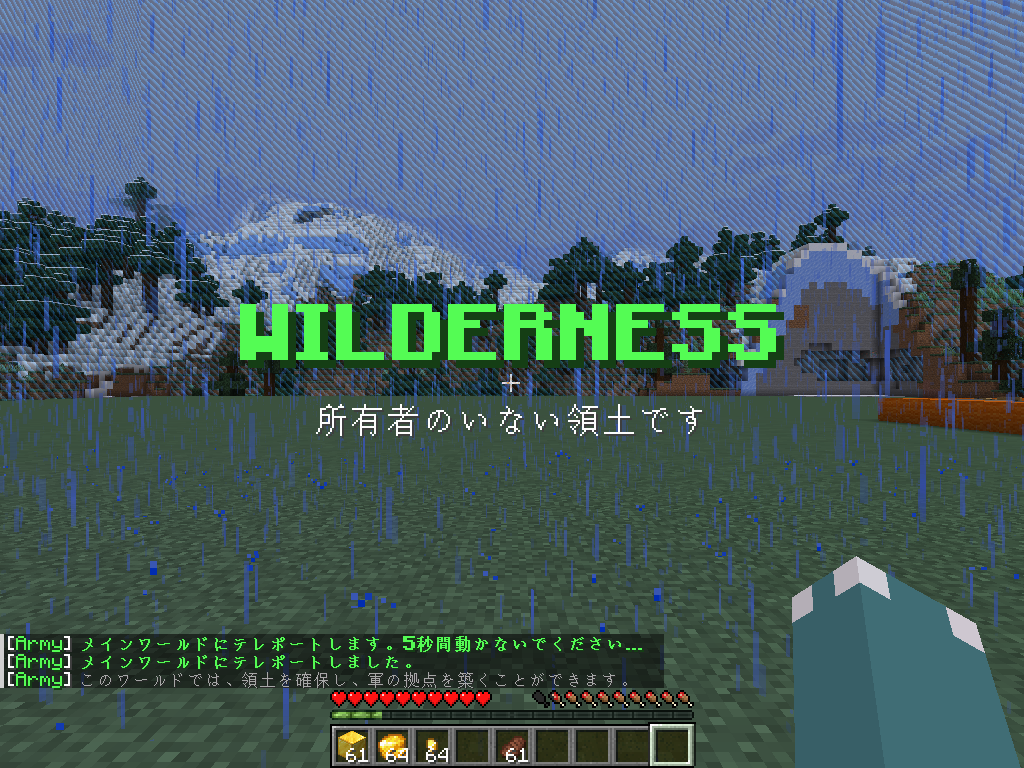 WILDERNESS
所有者のいない領土です
[Army] メインワールドにテレポートします。5秒間動かないでください...
[Army] メインワールドにテレポートしました。
[Army] このワールドでは、領土を確保し、軍の拠点を築くことができます。
61 64 64 61